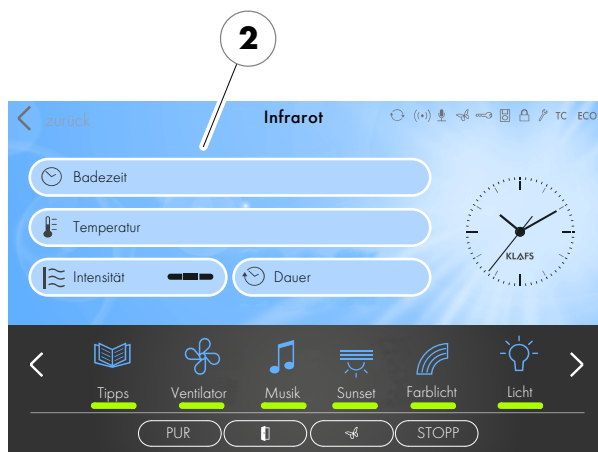 2
zurück Infrarot TC ECO
Badezeit
Temperatur
Intensität Dauer
KLAFS
Tipps Ventilator Musik Sunset Farblicht Licht
PUR STOPP